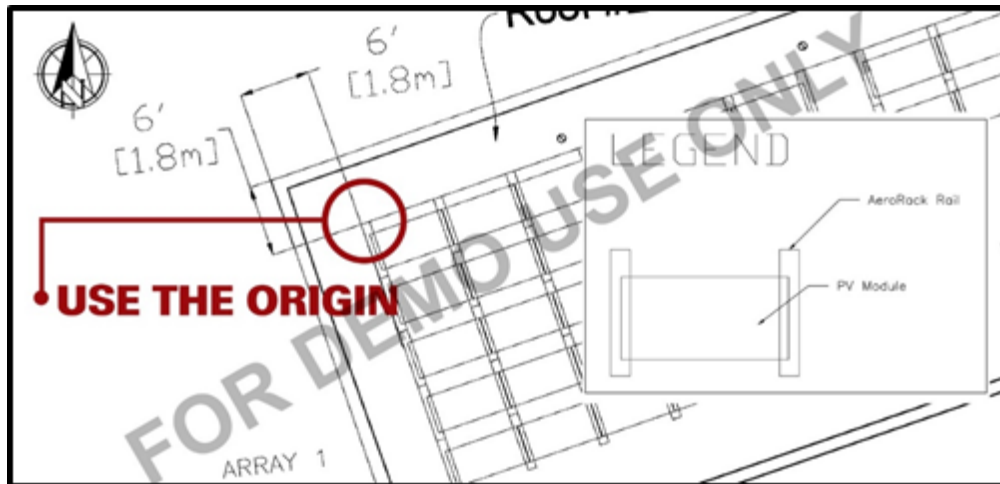 6'
[1.8m]
6'
[1.8m]
N
LEGEND
AeroRack Rail
PV Module
USE THE ORIGIN
FOR DEMO USE ONLY
ARRAY 1